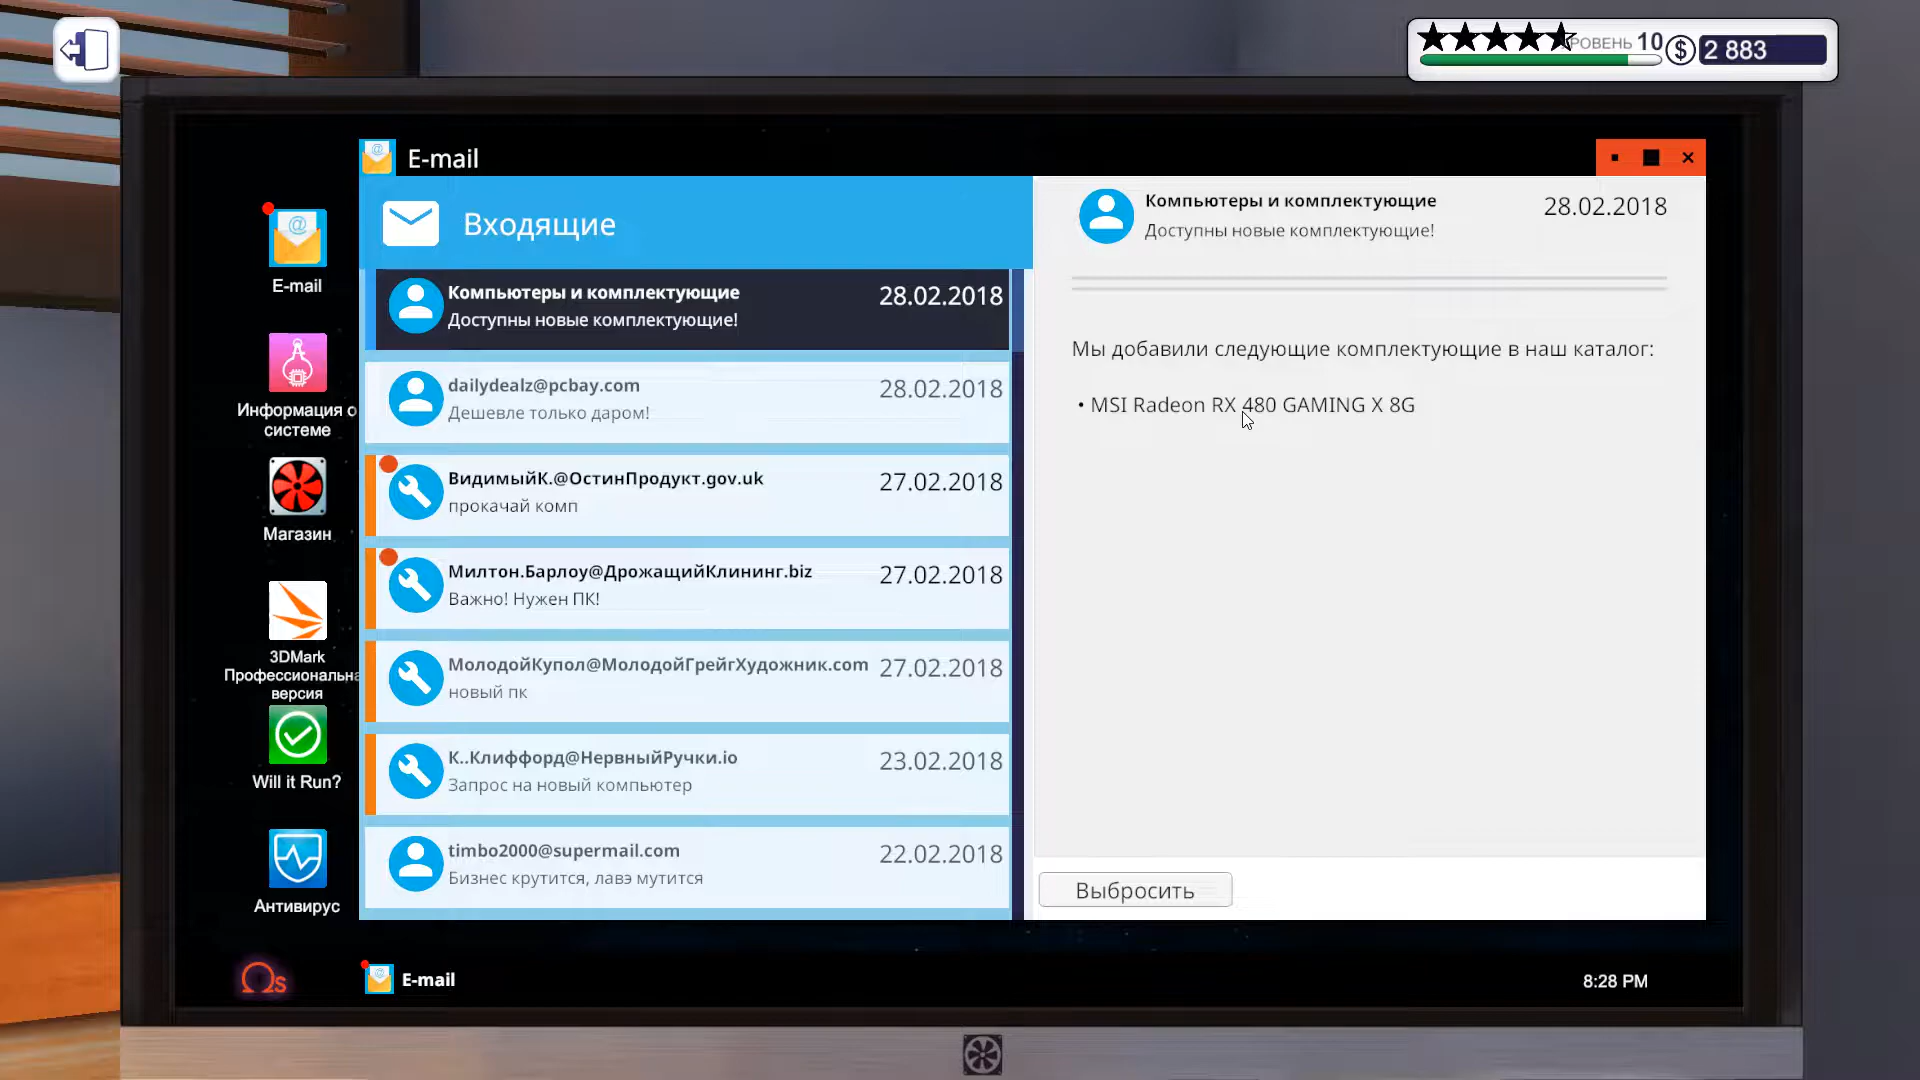 РОВЕНЬ 10
$ 2 883
E-mail
Входящие
Компьютеры и комплектующие
28.02.2018
Доступны новые комплектующие!
dailydealz@pcbay.com
28.02.2018
Дешевле только даром!
ВидимыйК.@ОстинПродукт.gov.uk
27.02.2018
прокачай комп
Милтон.Барлоу@ДрожащийКлининг.biz
27.02.2018
Важно! Нужен ПК!
МолодойКупол@МолодойГрейгХудожник.com
27.02.2018
новый пк
К..Клиффорд@НервныйРучки.io
23.02.2018
Запрос на новый компьютер
timbo2000@supermail.com
22.02.2018
Бизнес крутится, лавэ мутится
Компьютеры и комплектующие
28.02.2018
Доступны новые комплектующие!
Мы добавили следующие комплектующие в наш каталог:
• MSI Radeon RX 480 GAMING X 8G
Выбросить
E-mail
Информация о
системе
Магазин
3DMark
Профессиональна
версия
Will it Run?
Антивирус
Ωs
E-mail
8:28 PM